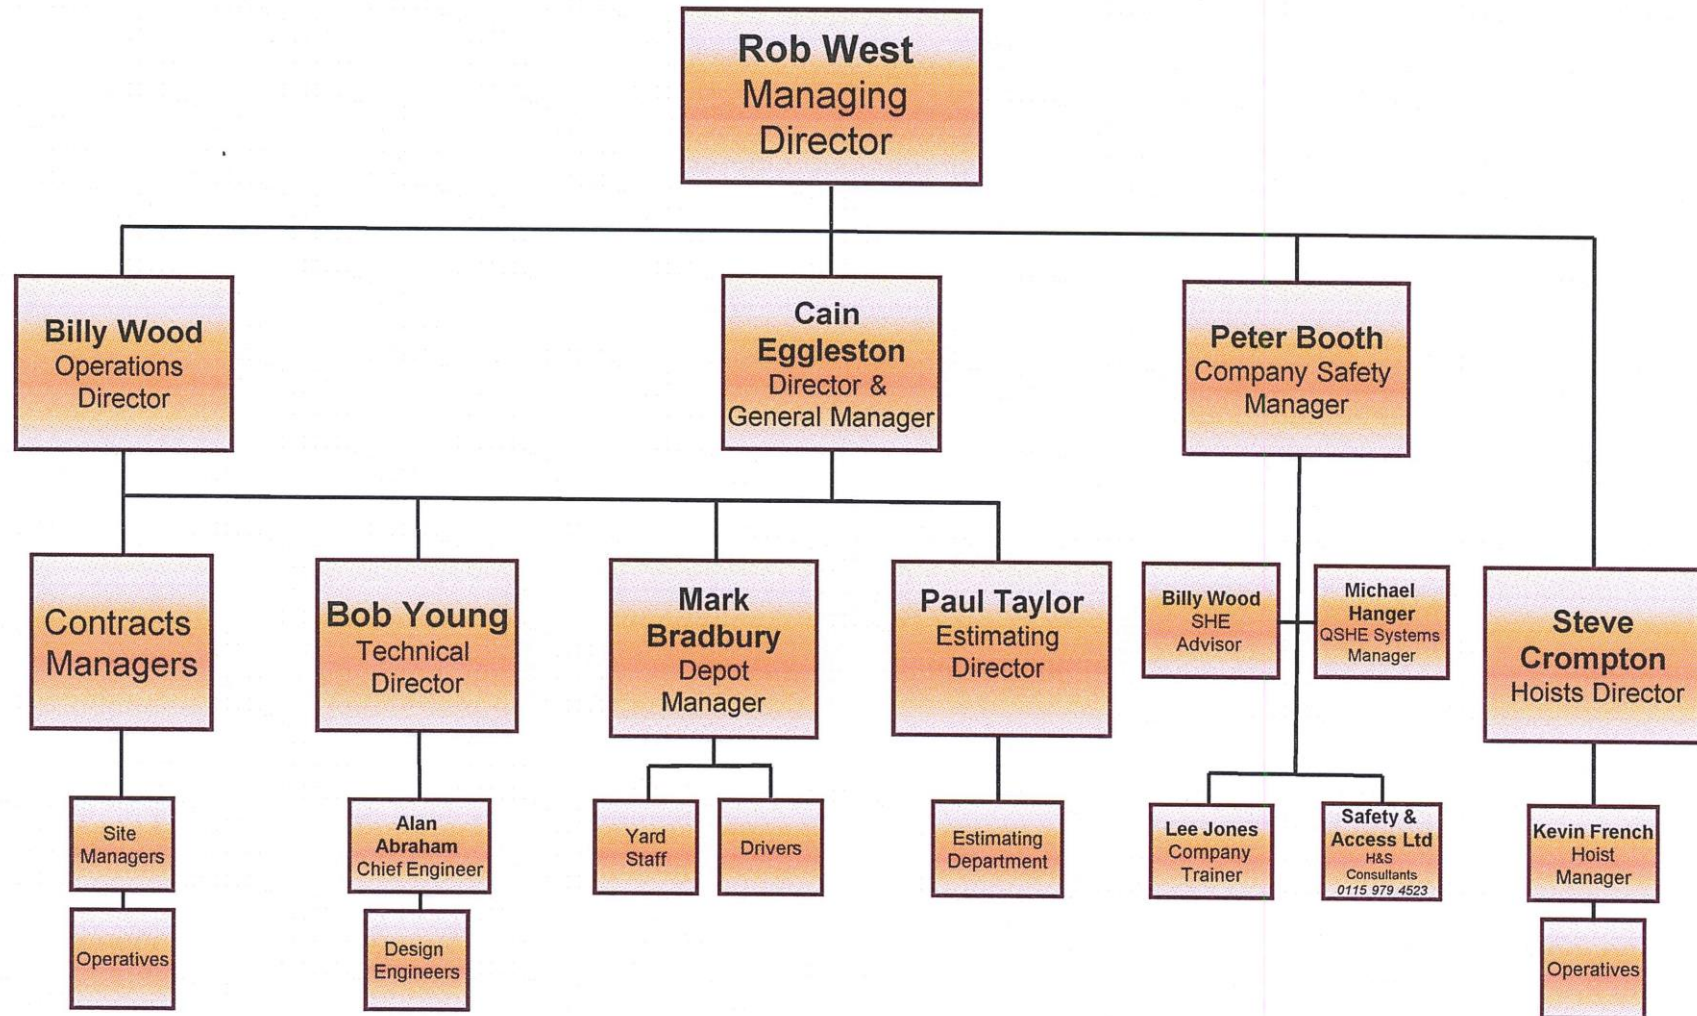 Rob West
Managing
Director
Billy Wood
Operations
Director
Cain
Eggleston
Director &
General Manager
Peter Booth
Company Safety
Manager
Contracts
Managers
Bob Young
Technical
Director
Mark
Bradbury
Depot
Manager
Paul Taylor
Estimating
Director
Billy Wood
SHE
Advisor
Michael
Hanger
QSHE Systems
Manager
Steve
Crompton
Hoists Director
Site
Managers
Alan
Abraham
Chief Engineer
Yard
Staff
Drivers
Estimating
Department
Lee Jones
Company
Trainer
Safety &
Access Ltd
H&S
Consultants
0115 979 4523
Kevin French
Hoist
Manager
Operatives
Design
Engineers
Operatives